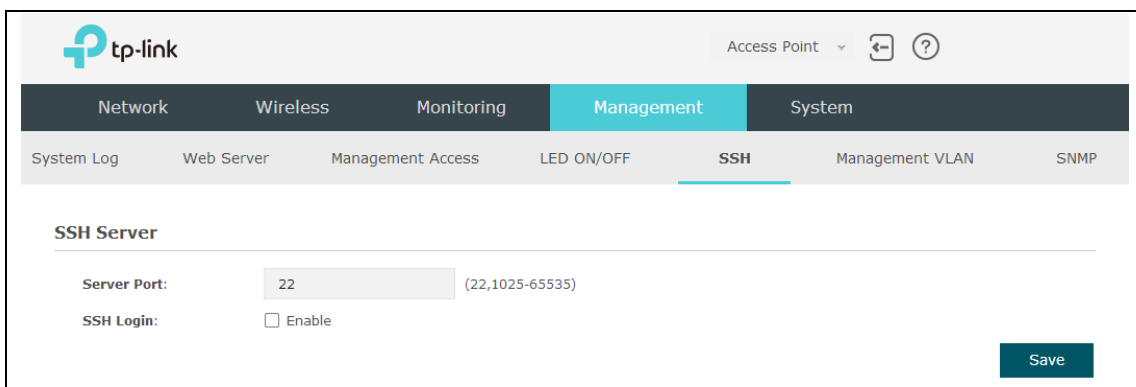 tp-link
Access Point
Network Wireless Monitoring Management System
System Log Web Server Management Access LED ON/OFF SSH Management VLAN SNMP
SSH Server
Server Port: 22 (22,1025-65535)
SSH Login: Enable
Save